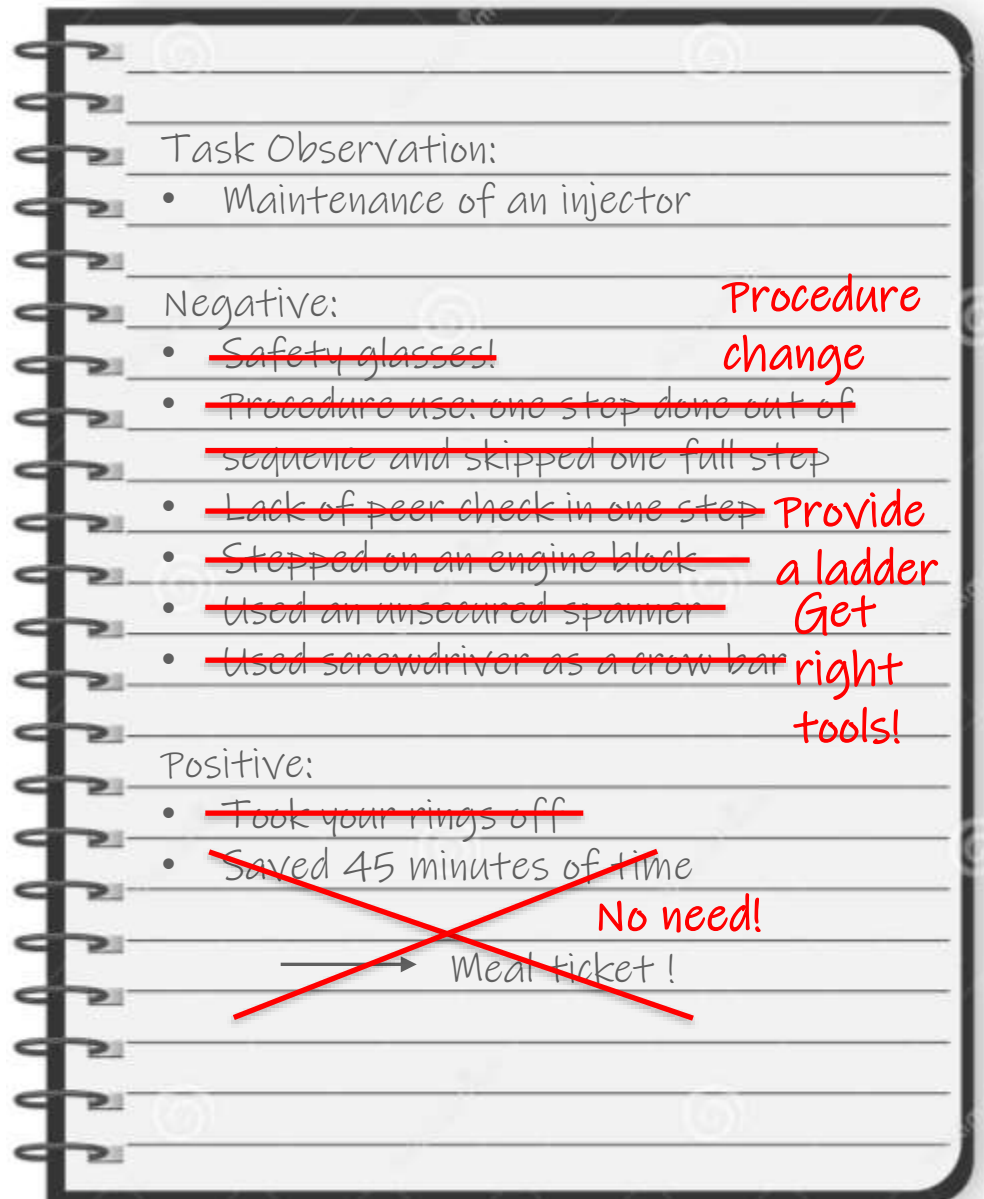 Task Observation:
• Maintenance of an injector
Negative:
• Safety glasses!
Procedure
change
• Procedure use: one step done out of
sequence and skipped one full step
• Lack of peer check in one step
• Stepped on an engine block
Provide
a ladder
• Used an unsecured spanner
• Used screwdriver as a crow bar
Get
right
tools!
Positive:
• Took your rings off
• Saved 45 minutes of time
No need!
Meal ticket !